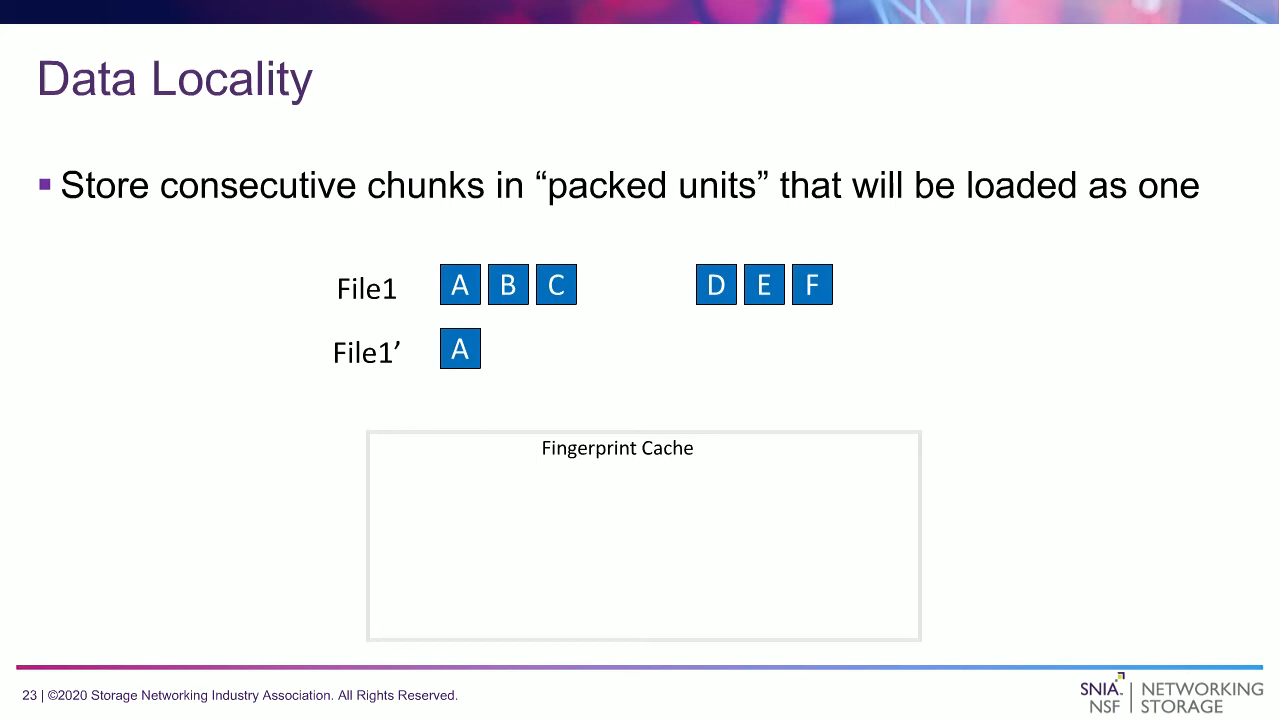 Data Locality
▪ Store consecutive chunks in “packed units” that will be loaded as one
File1 A B C D E F
File1’ A
Fingerprint Cache
23 | ©2020 Storage Networking Industry Association. All Rights Reserved.
SNIA. | NETWORKING
NSF | STORAGE